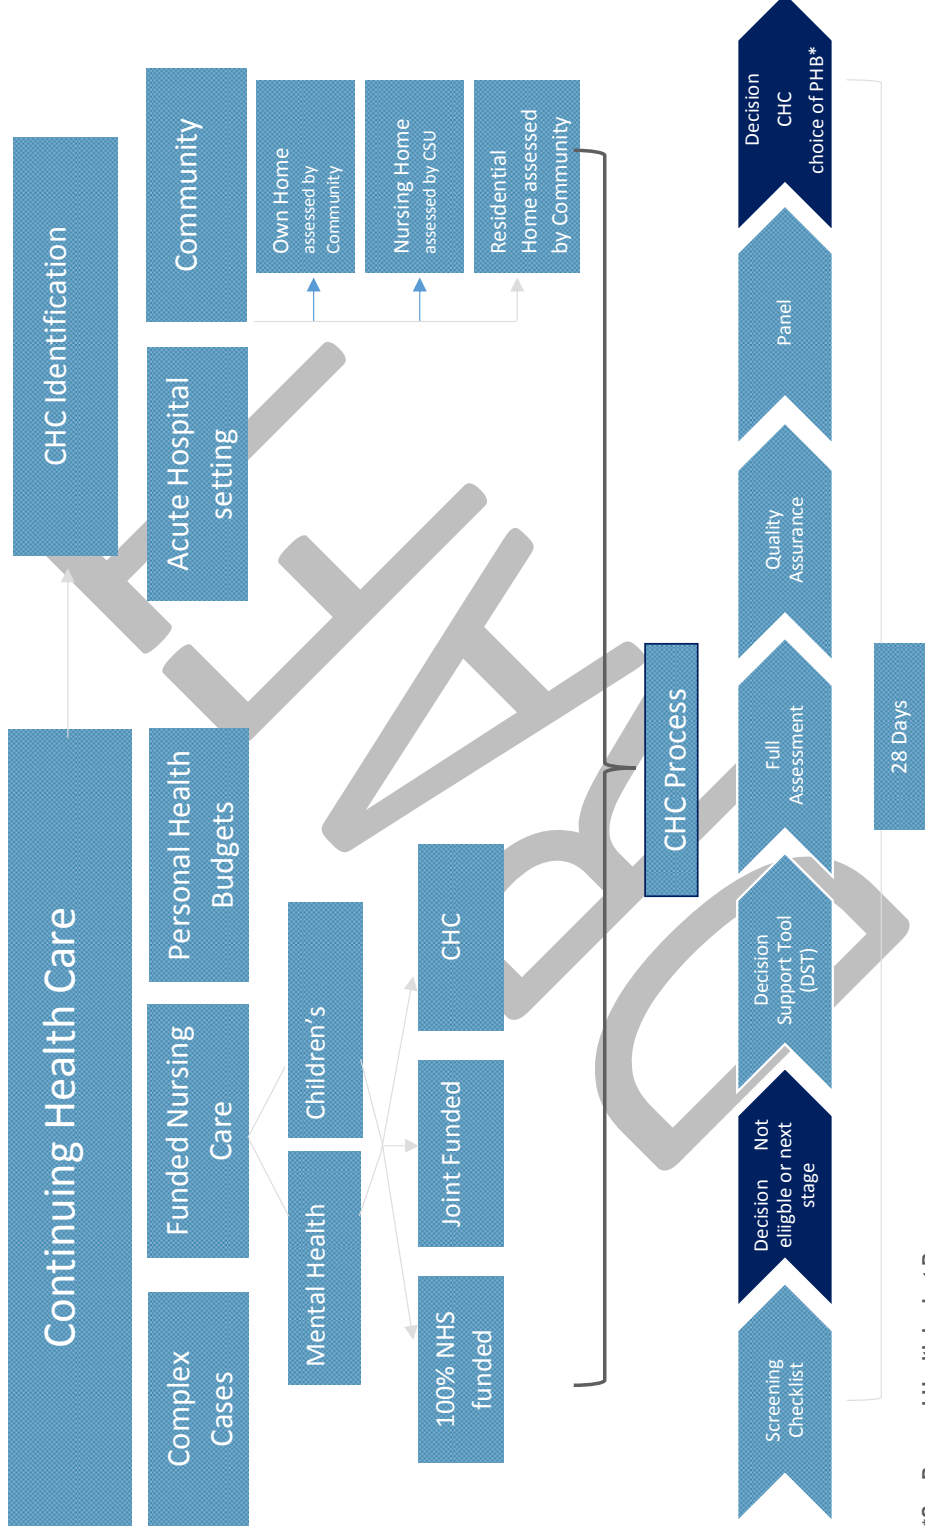 Continuing Health Care
CHC Identification
Complex
Cases
Funded Nursing
Care
Personal Health
Budgets
Acute Hospital
setting
Community
Mental Health
Children's
Own Home
assessed by
Community
Nursing Home
assessed by CSU
Residential
Home assessed
by Community
100% NHS
funded
Joint Funded
CHC
DRAFT
CHC Process
Screening
Checklist
Decision Not
eliigble or next
stage
Decision
Support Tool
(DST)
Full
Assessment
Quality
Assurance
Panel
Decision
CHC
choice of PHB*
28 Days